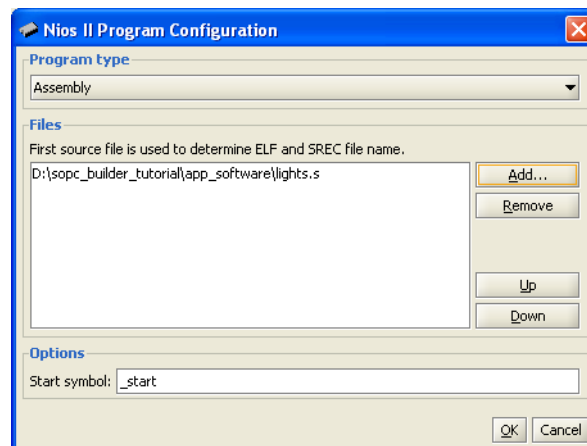 Nios II Program Configuration
Program type
Assembly
Files
First source file is used to determine ELF and SREC file name.
D:\sopc_builder_tutorial\app_software\lights.s
Add...
Remove
Up
Down
Options
Start symbol: _start
OK Cancel